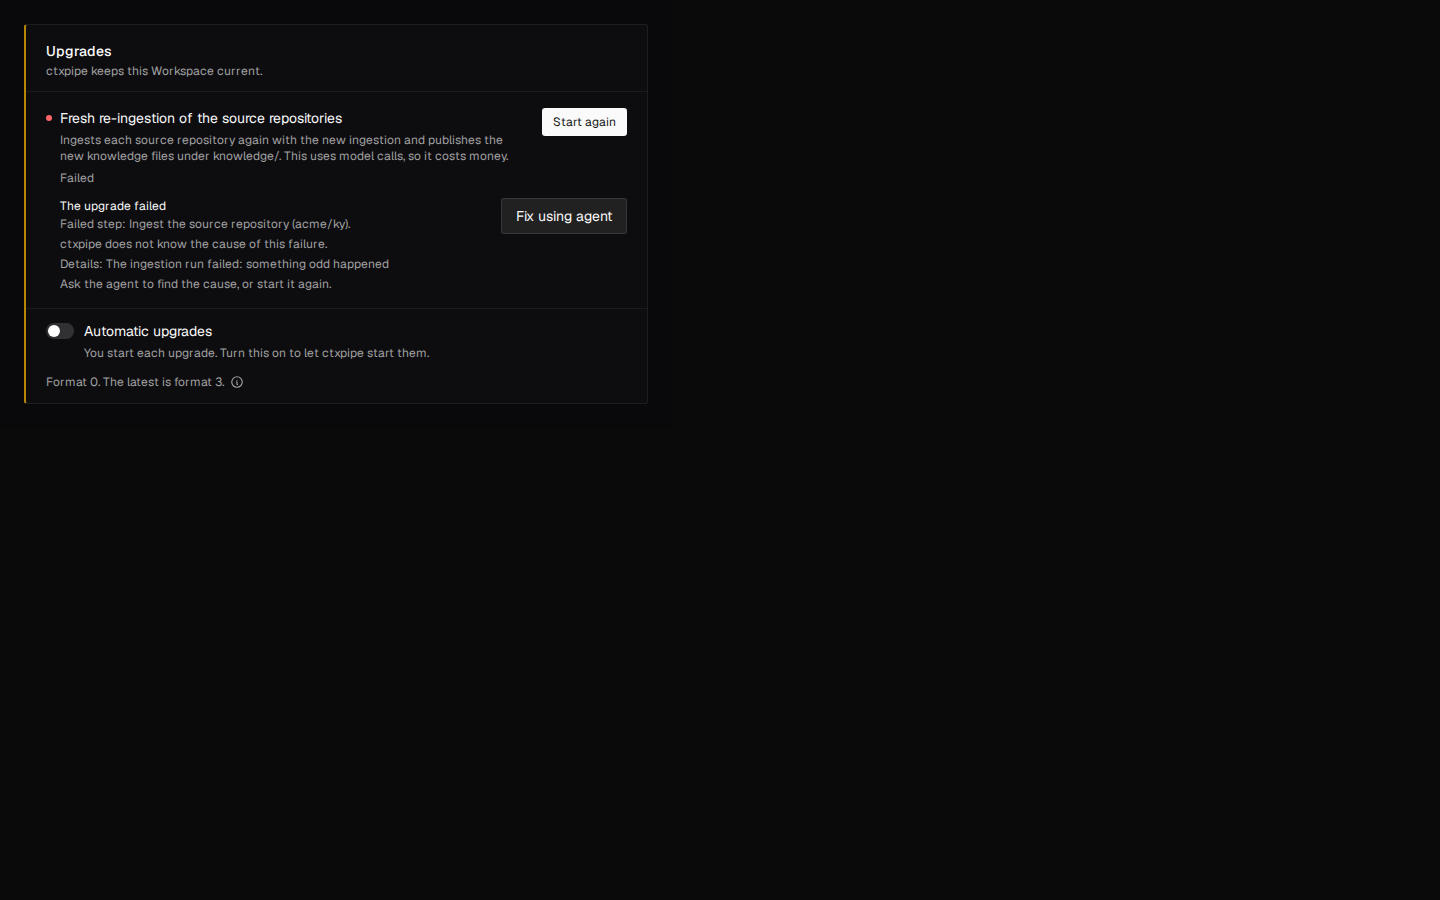 Upgrades
ctxpipe keeps this Workspace current.
Fresh re-ingestion of the source repositories
Start again
Ingests each source repository again with the new ingestion and publishes the
new knowledge files under knowledge/. This uses model calls, so it costs money.
Failed
The upgrade failed
Fix using agent
Failed step: Ingest the source repository (acme/ky).
ctxpipe does not know the cause of this failure.
Details: The ingestion run failed: something odd happened
Ask the agent to find the cause, or start it again.
Automatic upgrades
You start each upgrade. Turn this on to let ctxpipe start them.
Format 0. The latest is format 3.